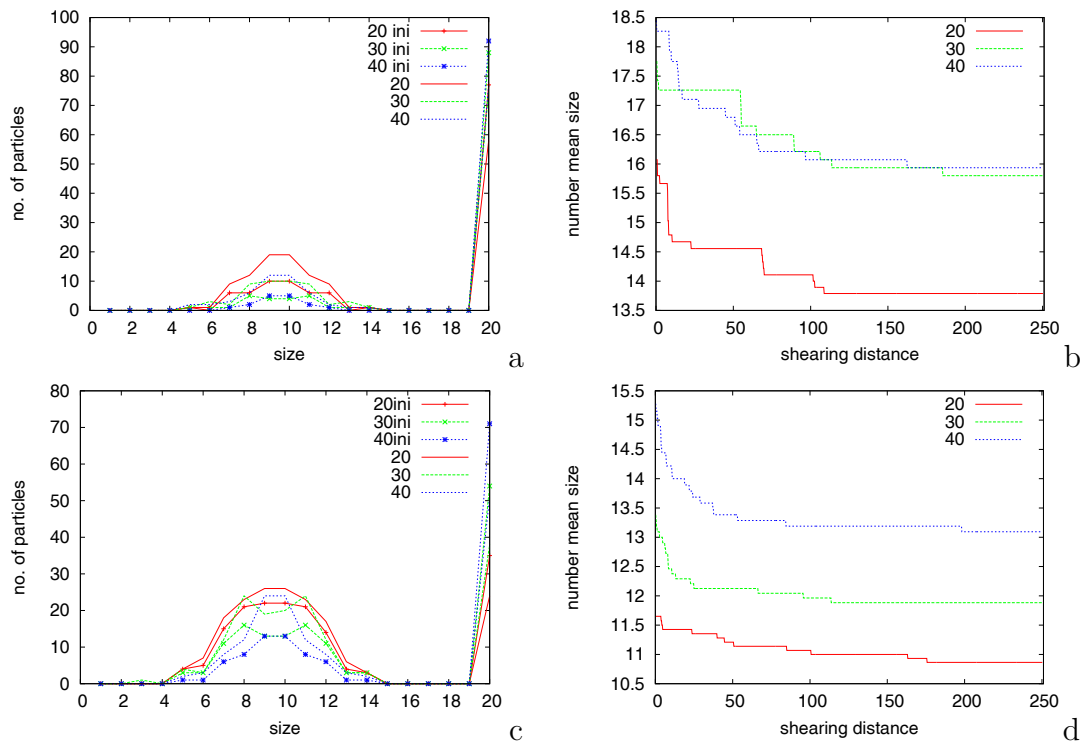 100
90
80
70
60
50
40
30
20
10
0
0 2 4 6 8 10 12 14 16 18 20
no. of particles
size
20 ini
30 ini
40 ini
20
30
40
a
18.5
18
17.5
17
16.5
16
15.5
15
14.5
14
13.5
0 50 100 150 200 250
number mean size
shearing distance
20
30
40
b
80
70
60
50
40
30
20
10
0
0 2 4 6 8 10 12 14 16 18 20
no. of particles
size
20ini
30ini
40ini
20
30
40
c
15.5
15
14.5
14
13.5
13
12.5
12
11.5
11
10.5
0 50 100 150 200 250
number mean size
shearing distance
20
30
40
d